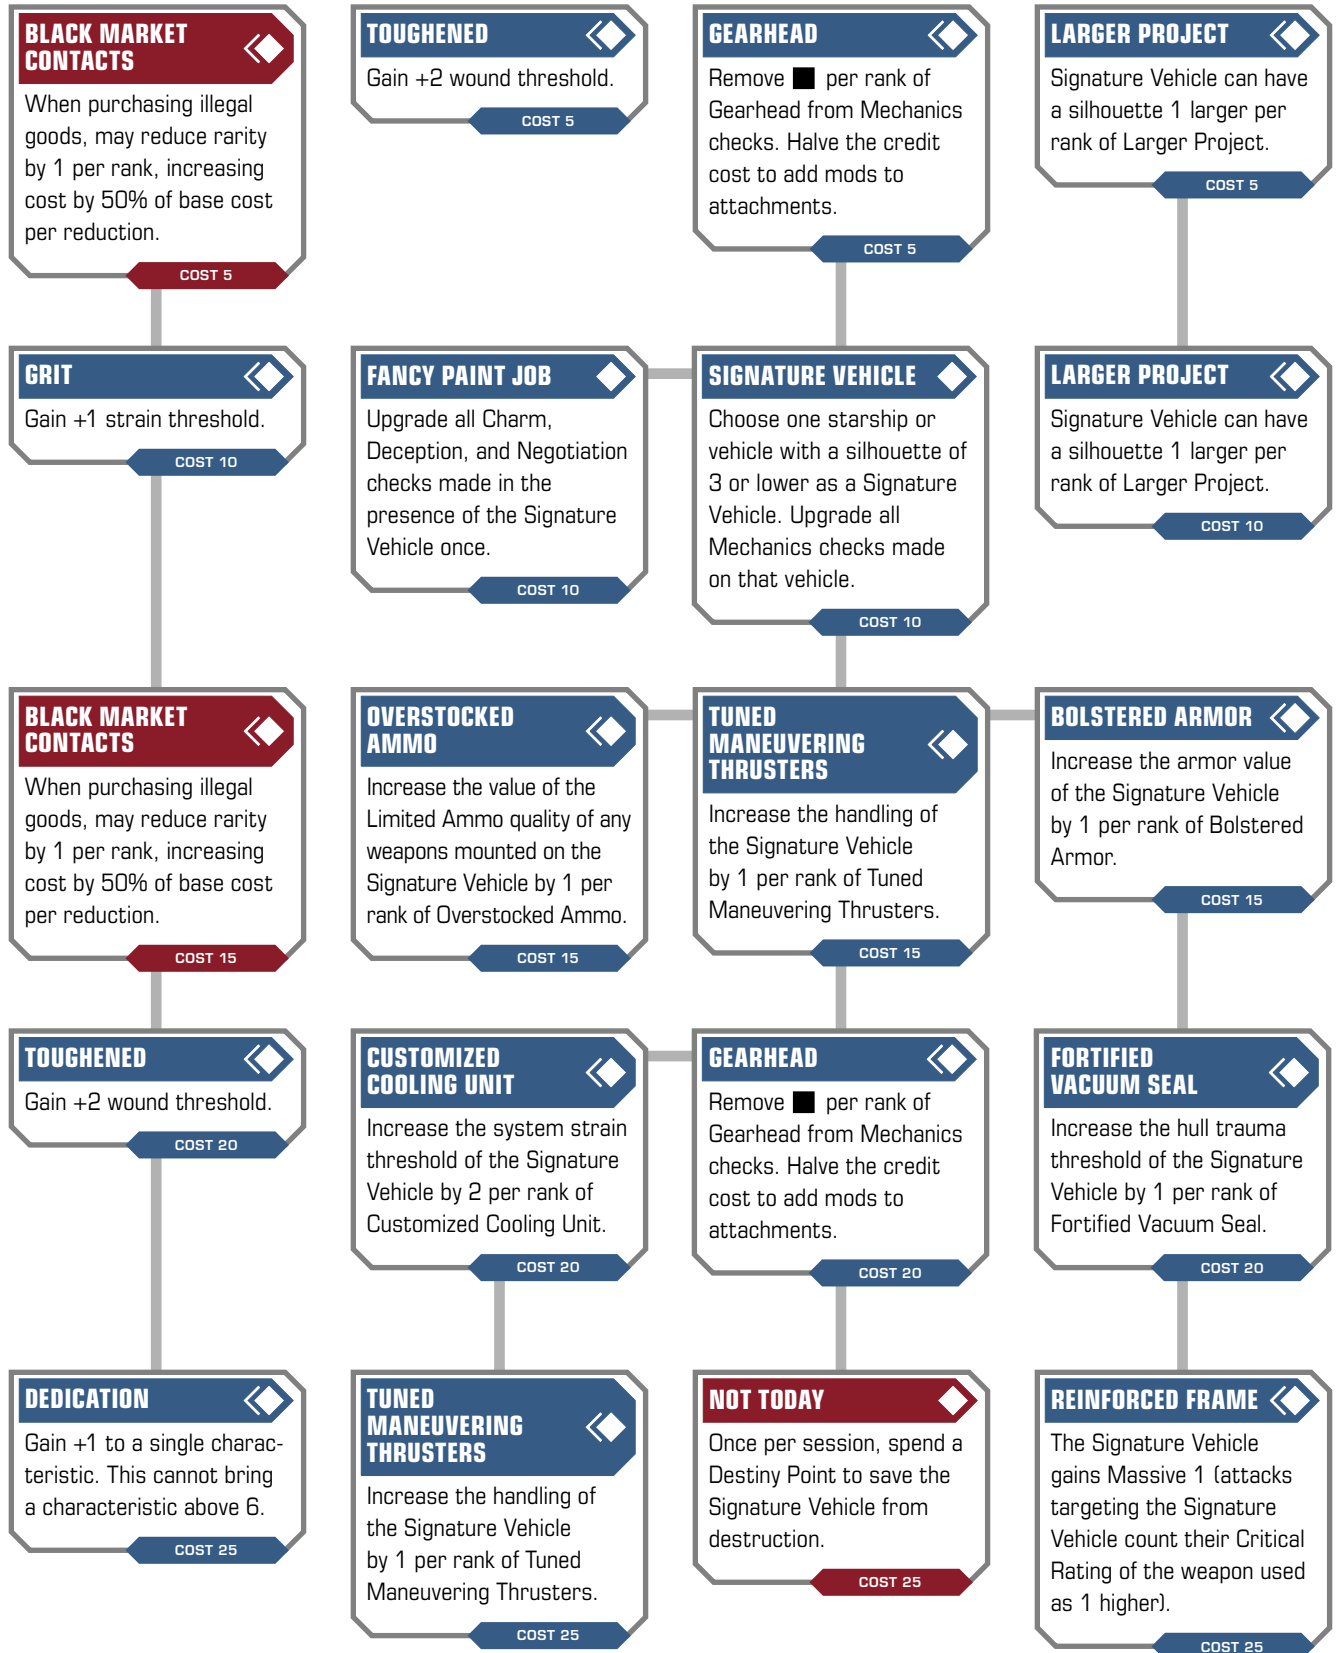 BLACK MARKET
CONTACTS
When purchasing illegal
goods, may reduce rarity
by 1 per rank, increasing
cost by 50% of base cost
per reduction.
COST 5
TOUGHENED
Gain +2 wound threshold.
COST 5
GEARHEAD
Remove ■ per rank of
Gearhead from Mechanics
checks. Halve the credit
cost to add mods to
attachments.
COST 5
LARGER PROJECT
Signature Vehicle can have
a silhouette 1 larger per
rank of Larger Project.
COST 5
GRIT
Gain +1 strain threshold.
COST 10
FANCY PAINT JOB
Upgrade all Charm,
Deception, and Negotiation
checks made in the
presence of the Signature
Vehicle once.
COST 10
SIGNATURE VEHICLE
Choose one starship or
vehicle with a silhouette of
3 or lower as a Signature
Vehicle. Upgrade all
Mechanics checks made
on that vehicle.
COST 10
LARGER PROJECT
Signature Vehicle can have
a silhouette 1 larger per
rank of Larger Project.
COST 10
BLACK MARKET
CONTACTS
When purchasing illegal
goods, may reduce rarity
by 1 per rank, increasing
cost by 50% of base cost
per reduction.
COST 15
OVERSTOCKED
AMMO
Increase the value of the
Limited Ammo quality of any
weapons mounted on the
Signature Vehicle by 1 per
rank of Overstocked Ammo.
COST 15
TUNED
MANEUVERING
THRUSTERS
Increase the handling of
the Signature Vehicle
by 1 per rank of Tuned
Maneuvering Thrusters.
COST 15
BOLSTERED ARMOR
Increase the armor value
of the Signature Vehicle
by 1 per rank of Bolstered
Armor.
COST 15
TOUGHENED
Gain +2 wound threshold.
COST 20
CUSTOMIZED
COOLING UNIT
Increase the system strain
threshold of the Signature
Vehicle by 2 per rank of
Customized Cooling Unit.
COST 20
GEARHEAD
Remove ■ per rank of
Gearhead from Mechanics
checks. Halve the credit
cost to add mods to
attachments.
COST 20
FORTIFIED
VACUUM SEAL
Increase the hull trauma
threshold of the Signature
Vehicle by 1 per rank of
Fortified Vacuum Seal.
COST 20
DEDICATION
Gain +1 to a single charac-
teristic. This cannot bring
a characteristic above 6.
COST 25
TUNED
MANEUVERING
THRUSTERS
Increase the handling of
the Signature Vehicle
by 1 per rank of Tuned
Maneuvering Thrusters.
COST 25
NOT TODAY
Once per session, spend a
Destiny Point to save the
Signature Vehicle from
destruction.
COST 25
REINFORCED FRAME
The Signature Vehicle
gains Massive 1 (attacks
targeting the Signature
Vehicle count their Critical
Rating of the weapon used
as 1 higher).
COST 25